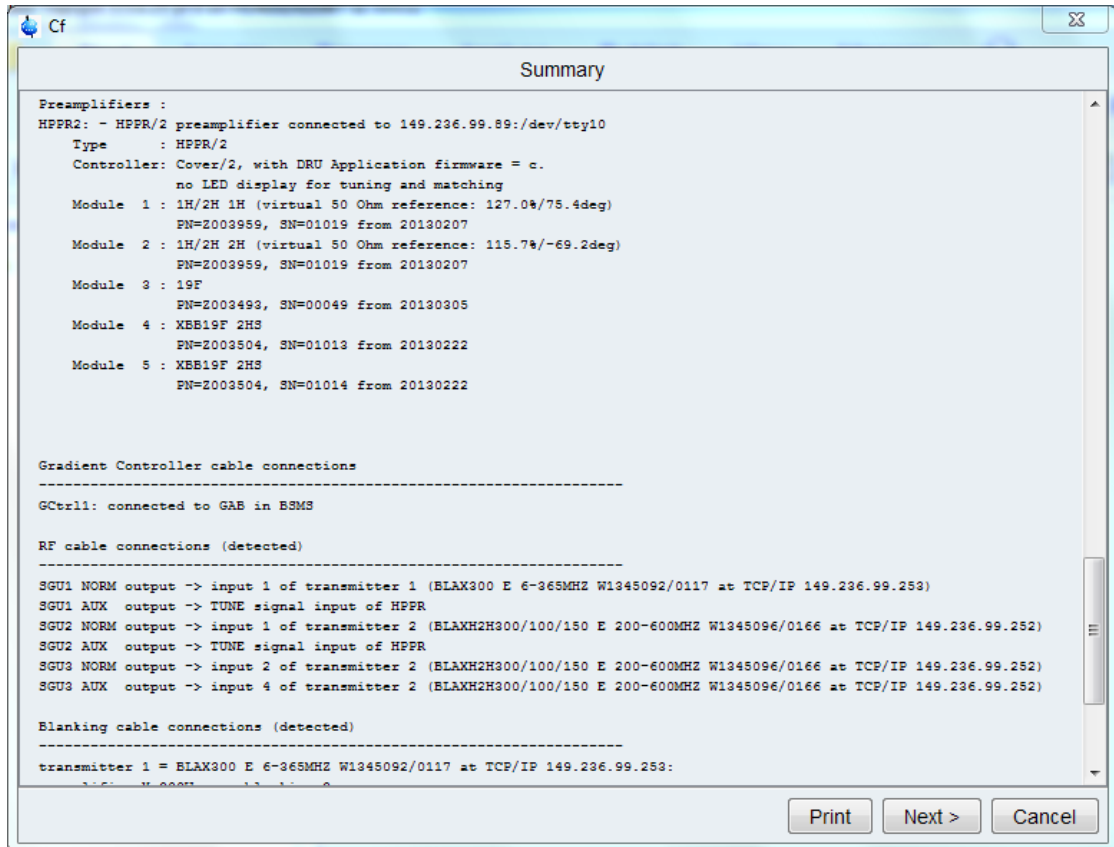 Cf
Summary
Preamplifiers :
HPPR2: - HPPR/2 preamplifier connected to 149.236.99.89:/dev/tty10
Type : HPPR/2
Controller: Cover/2, with DRU Application firmware = c.
no LED display for tuning and matching
Module 1 : 1H/2H 1H (virtual 50 Ohm reference: 127.0%/75.4deg)
PN=Z003959, SN=01019 from 20130207
Module 2 : 1H/2H 2H (virtual 50 Ohm reference: 115.7%/-69.2deg)
PN=Z003959, SN=01019 from 20130207
Module 3 : 19F
PN=Z003493, SN=00049 from 20130305
Module 4 : XBB19F 2HS
PN=Z003504, SN=01013 from 20130222
Module 5 : XBB19F 2HS
PN=Z003504, SN=01014 from 20130222
Gradient Controller cable connections
--------------------------------------------------------------------
GCtrl1: connected to GAB in BSMS
RF cable connections (detected)
--------------------------------------------------------------------
SGU1 NORM output -> input 1 of transmitter 1 (BLAX300 E 6-365MHZ W1345092/0117 at TCP/IP 149.236.99.253)
SGU1 AUX output -> TUNE signal input of HPPR
SGU2 NORM output -> input 1 of transmitter 2 (BLAXH2H300/100/150 E 200-600MHZ W1345096/0166 at TCP/IP 149.236.99.252)
SGU2 AUX output -> TUNE signal input of HPPR
SGU3 NORM output -> input 2 of transmitter 2 (BLAXH2H300/100/150 E 200-600MHZ W1345096/0166 at TCP/IP 149.236.99.252)
SGU3 AUX output -> input 4 of transmitter 2 (BLAXH2H300/100/150 E 200-600MHZ W1345096/0166 at TCP/IP 149.236.99.252)
Blanking cable connections (detected)
--------------------------------------------------------------------
transmitter 1 = BLAX300 E 6-365MHZ W1345092/0117 at TCP/IP 149.236.99.253:
Print
Next >
Cancel